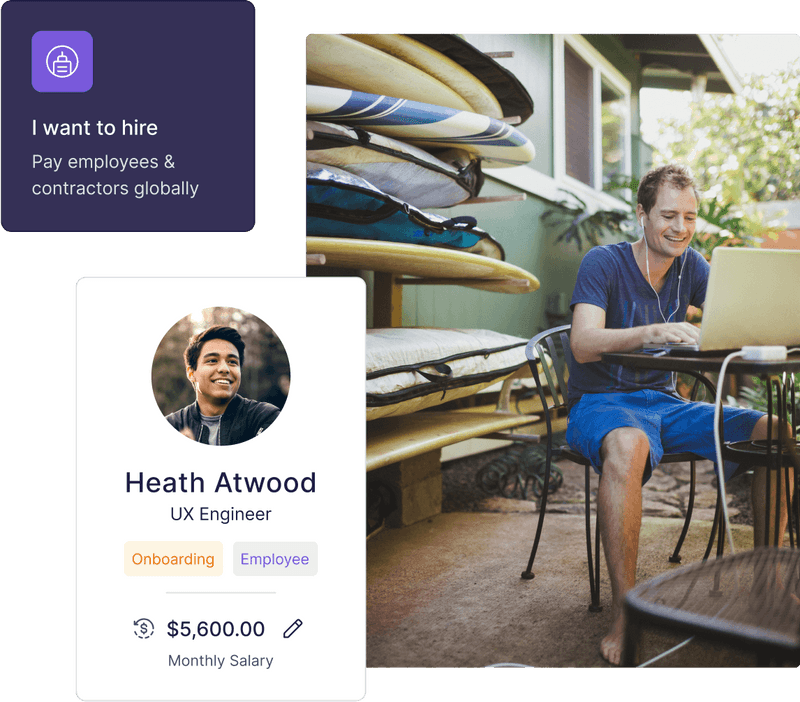 I want to hire
Pay employees &
contractors globally
Heath Atwood
UX Engineer
Onboarding
Employee
$5,600.00
Monthly Salary